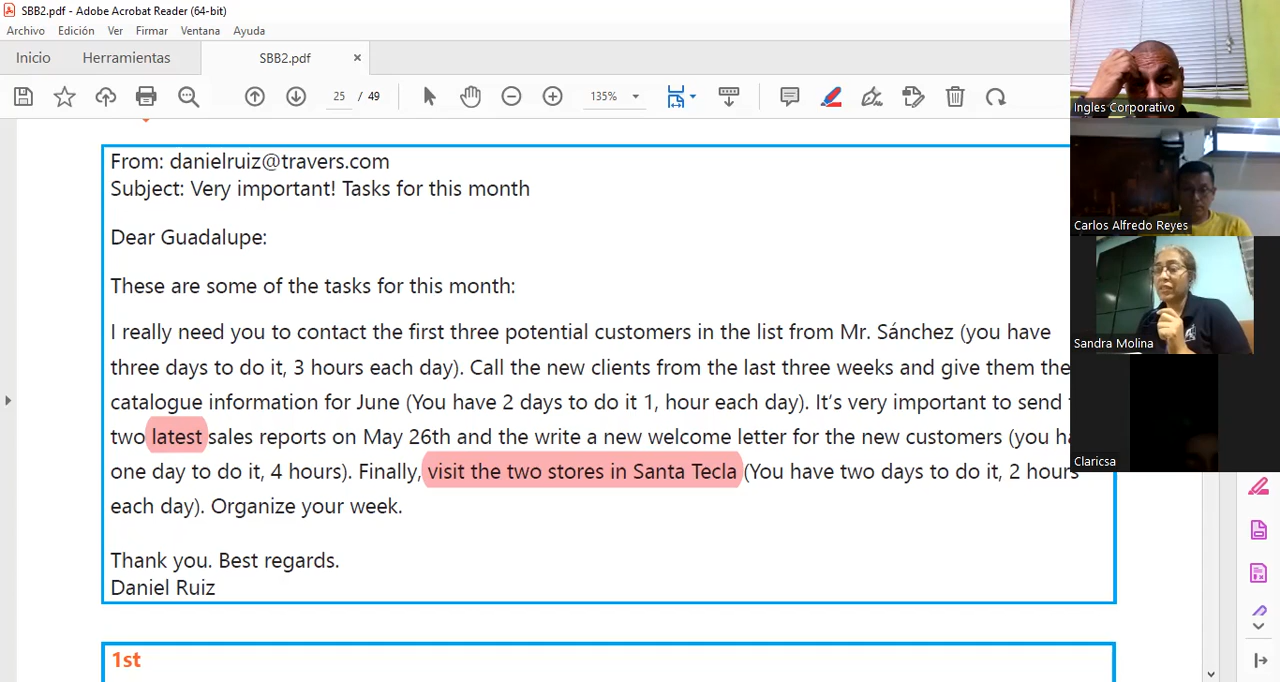 SBB2.pdf - Adobe Acrobat Reader (64-bit)
Archivo Edición Ver Firmar Ventana Ayuda
Inicio Herramientas SBB2.pdf ×
25 / 49 135%
From: danielruiz@travers.com
Subject: Very important! Tasks for this month
Dear Guadalupe:
These are some of the tasks for this month:
I really need you to contact the first three potential customers in the list from Mr. Sánchez (you have
three days to do it, 3 hours each day). Call the new clients from the last three weeks and give them the
catalogue information for June (You have 2 days to do it 1, hour each day). It's very important to send
two latest sales reports on May 26th and the write a new welcome letter for the new customers (you
one day to do it, 4 hours). Finally, visit the two stores in Santa Tecla (You have two days to do it, 2 hours
each day). Organize your week.
Thank you. Best regards.
Daniel Ruiz
1st
Ingles Corporativo
Carlos Alfredo Reyes
Sandra Molina
Claricsa